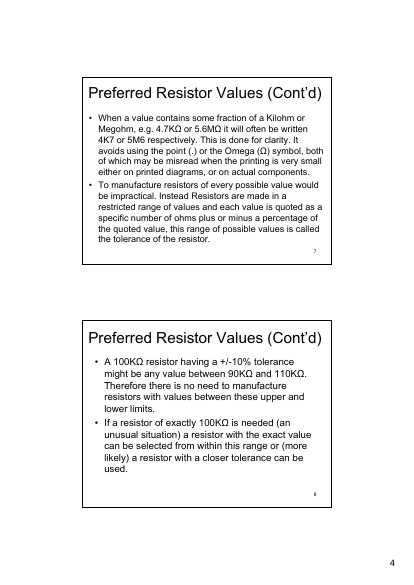 Preferred Resistor Values (Cont’d)
• When a value contains some fraction of a Kilohm or
Megohm, e.g. 4.7KΩ or 5.6MΩ it will often be written
4K7 or 5M6 respectively. This is done for clarity. It
avoids using the point (.) or the Omega (Ω) symbol, both
of which may be misread when the printing is very small
either on printed diagrams, or on actual components.
• To manufacture resistors of every possible value would
be impractical. Instead Resistors are made in a
restricted range of values and each value is quoted as a
specific number of ohms plus or minus a percentage of
the quoted value, this range of possible values is called
the tolerance of the resistor.
7
Preferred Resistor Values (Cont’d)
• A 100KΩ resistor having a +/-10% tolerance
might be any value between 90KΩ and 110KΩ.
Therefore there is no need to manufacture
resistors with values between these upper and
lower limits.
• If a resistor of exactly 100KΩ is needed (an
unusual situation) a resistor with the exact value
can be selected from within this range or (more
likely) a resistor with a closer tolerance can be
used.
8
4